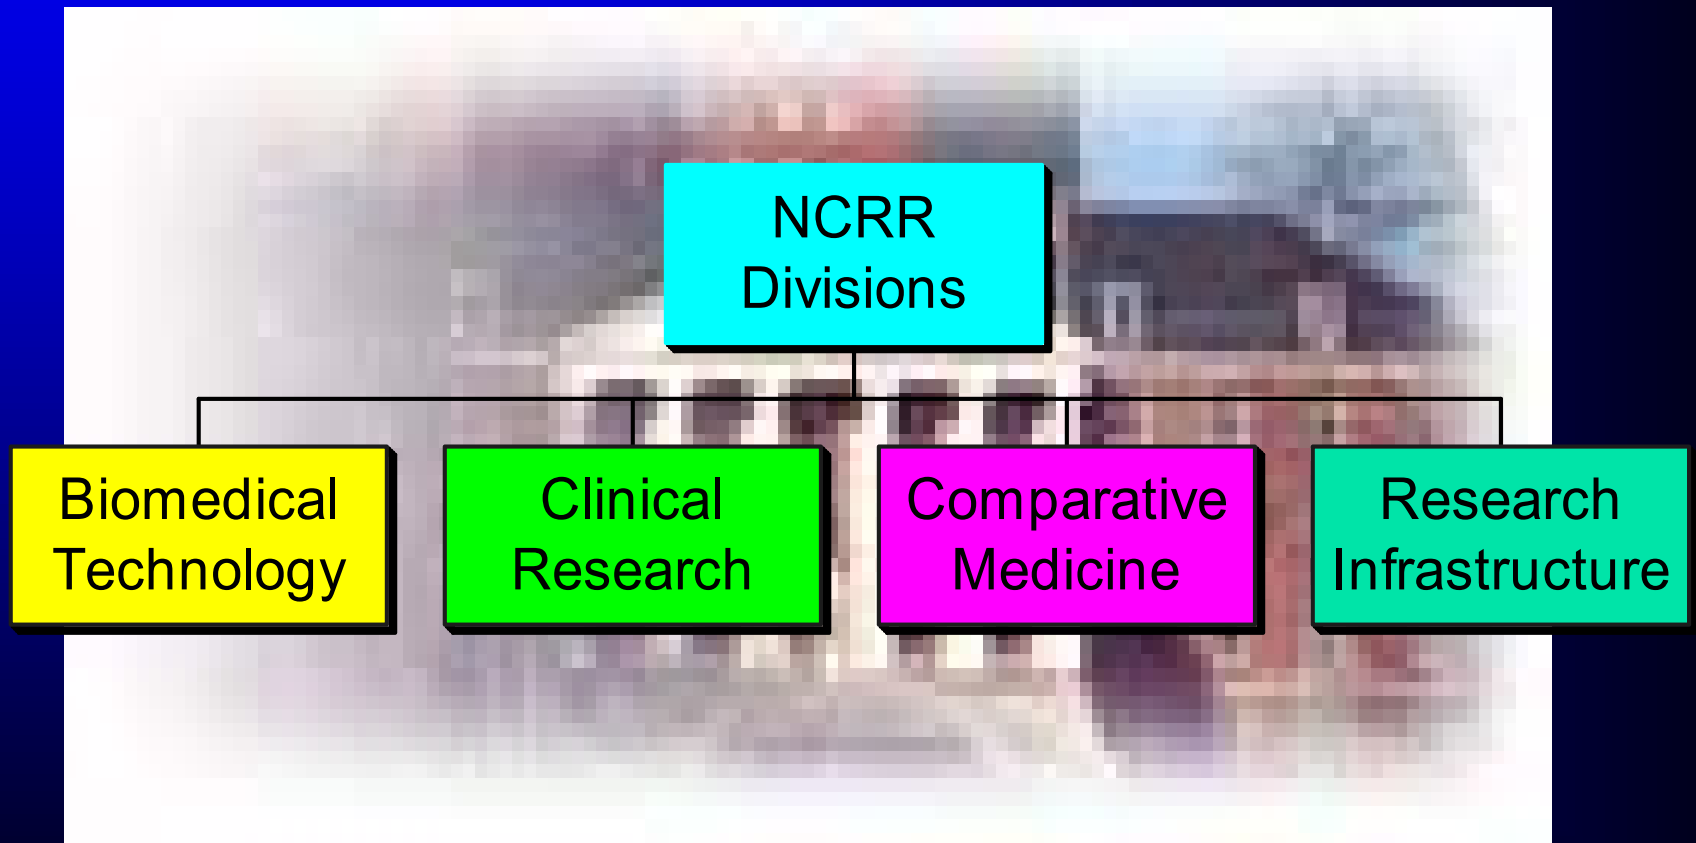 NCRR
Divisions
Biomedical
Technology
Clinical
Research
Comparative
Medicine
Research
Infrastructure